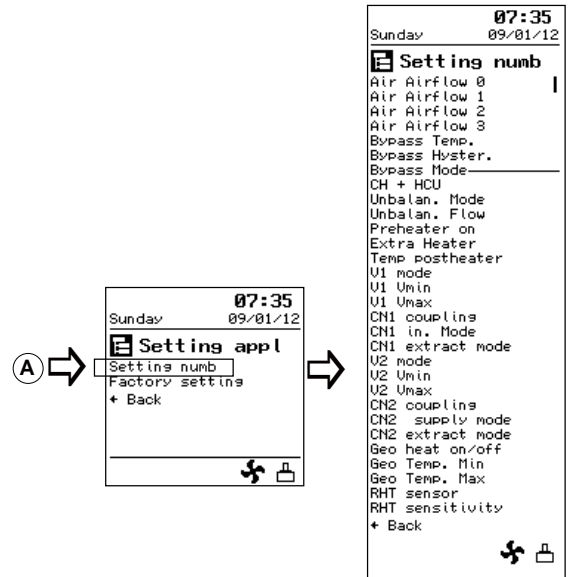 A
07:35
Sunday 09/01/12
Setting appl
Setting numb
Factory setting
← Back
07:35
Sunday 09/01/12
Setting numb
Air Airflow 0
Air Airflow 1
Air Airflow 2
Air Airflow 3
Bypass Temp.
Bypass Hyster.
Bypass Mode
CH + HCU
Unbalan. Mode
Unbalan. Flow
Preheater on
Extra Heater
Temp postheater
V1 mode
V1 Vmin
V1 Vmax
CN1 coupling
CN1 in. Mode
CN1 extract mode
V2 mode
V2 Vmin
V2 Vmax
CN2 coupling
CN2 supply mode
CN2 extract mode
Geo heat on/off
Geo Temp. Min
Geo Temp. Max
RHT sensor
RHT sensitivity
← Back